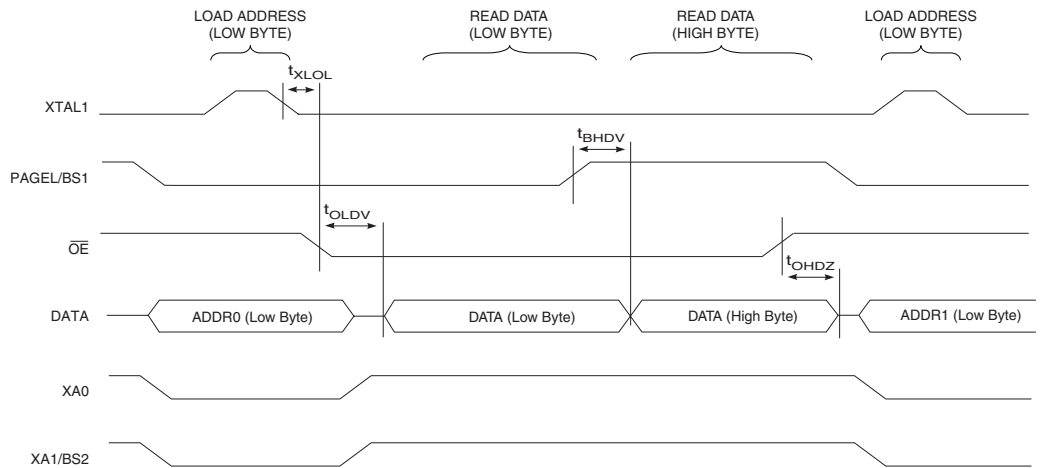 LOAD ADDRESS
(LOW BYTE)
READ DATA
(LOW BYTE)
READ DATA
(HIGH BYTE)
LOAD ADDRESS
(LOW BYTE)
tXLOL
XTAL1
tBHDV
PAGEL/BS1
tOLDV
OE
tOHDZ
DATA
ADDR0 (Low Byte)
DATA (Low Byte)
DATA (High Byte)
ADDR1 (Low Byte)
XA0
XA1/BS2